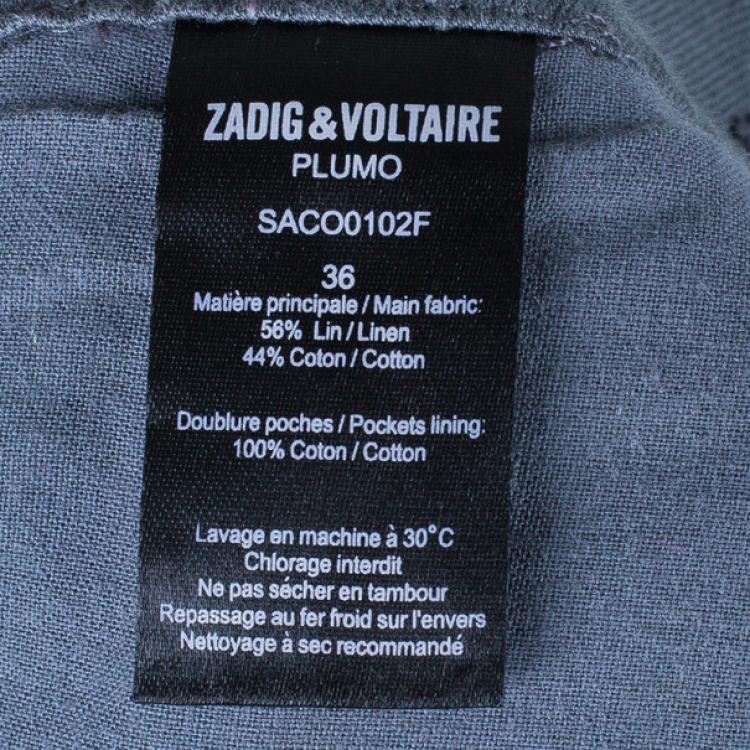 ZADIG & VOLTAIRE
PLUMO
SACO0102F
36
Matière principale / Main fabric:
56% Lin / Linen
44% Coton / Cotton
Doublure poches / Pockets lining:
100% Coton / Cotton
Lavage en machine à 30°C
Chlorage interdit
Ne pas sécher en tambour
Repassage au fer froid sur l'envers
Nettoyage à sec recommandé